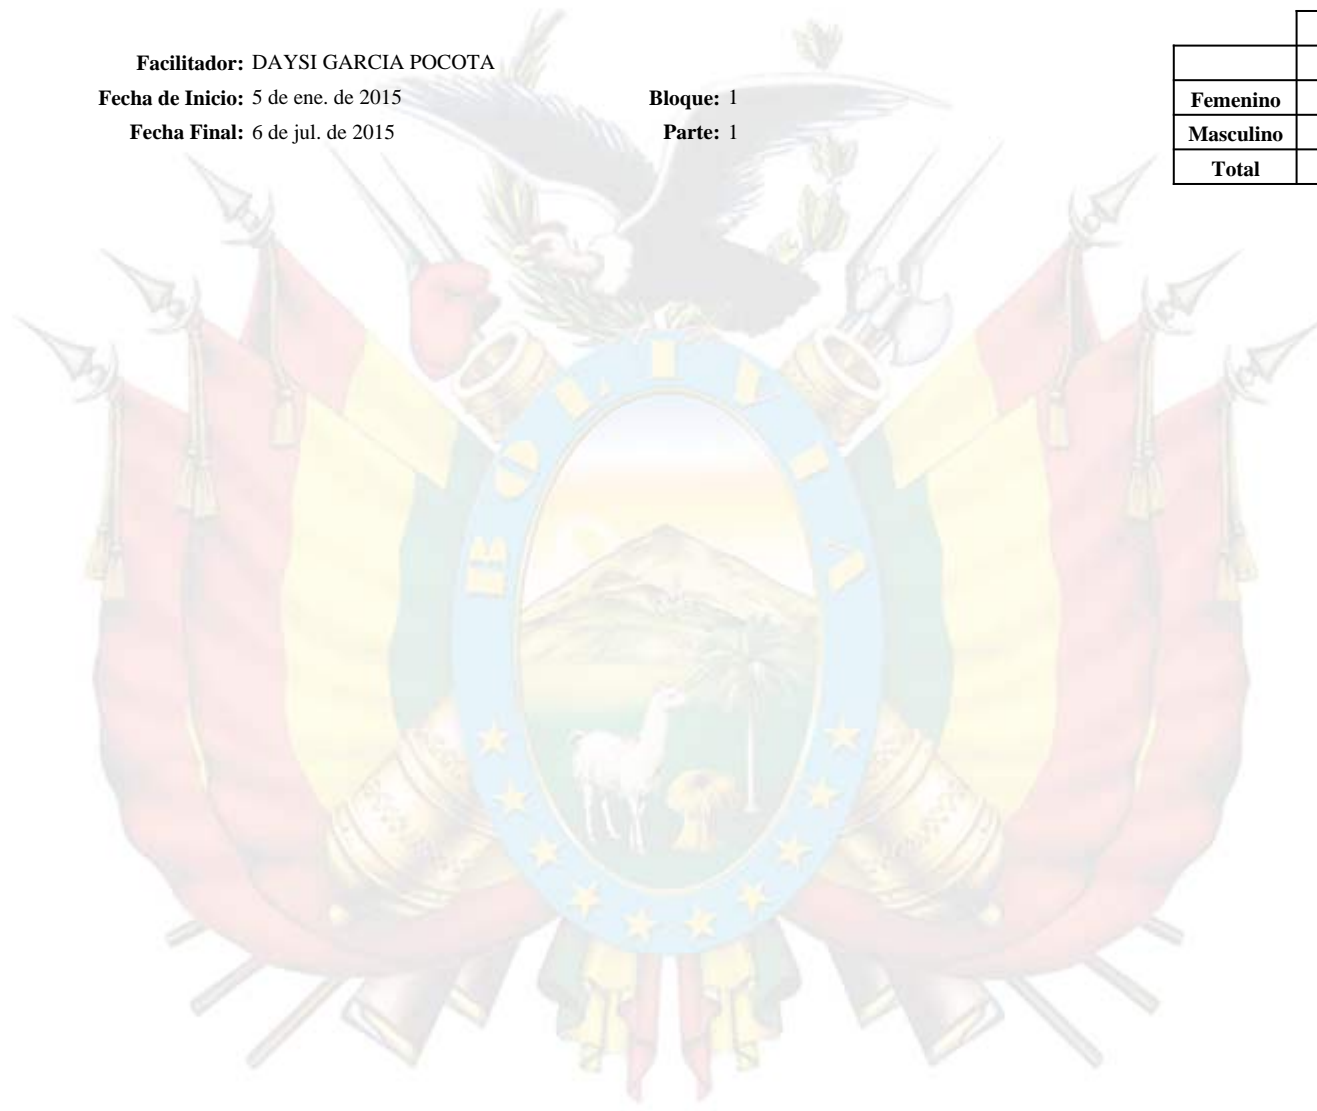 Facilitador: DAYSI GARCIA POCOTA
Fecha de Inicio: 5 de ene. de 2015 Bloque: 1
Fecha Final: 6 de jul. de 2015 Parte: 1
Femenino
Masculino
Total
BOLIVIA